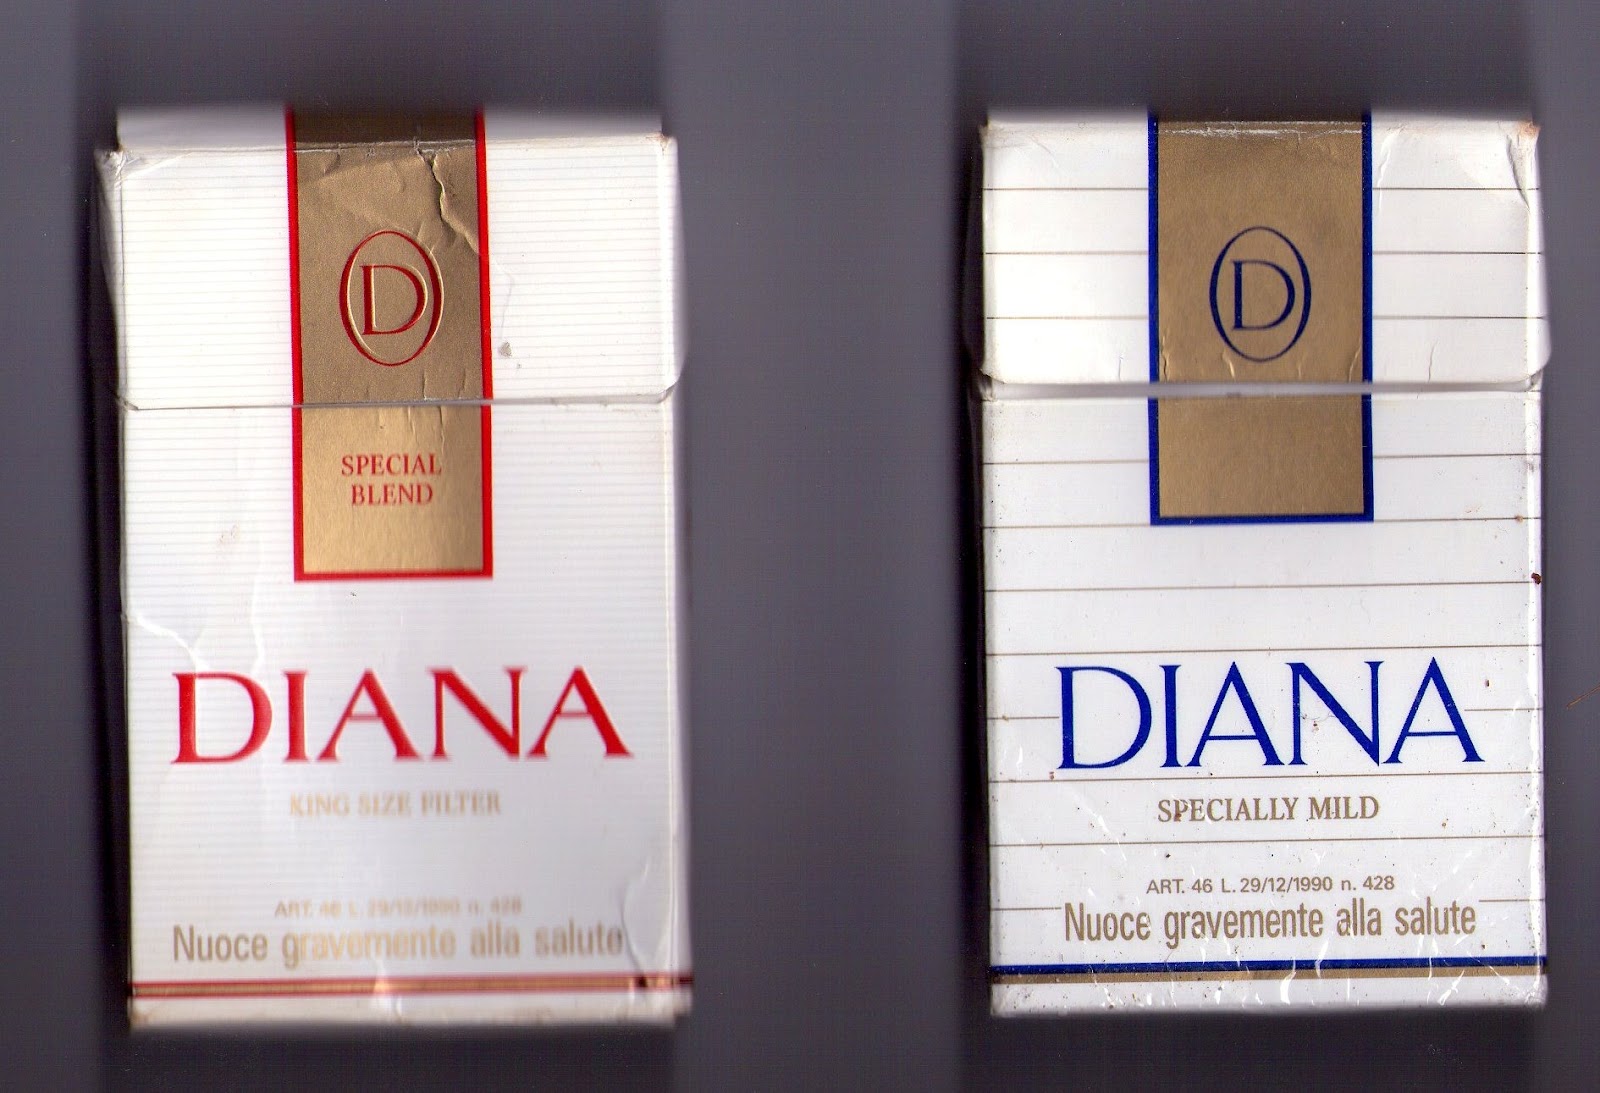 D
SPECIAL
BLEND
DIANA
KING SIZE FILTER
ART. 46 L. 29/12/1990 n. 428
Nuoce gravemente alla salute
D
DIANA
SPECIALLY MILD
ART. 46 L. 29/12/1990 n. 428
Nuoce gravemente alla salute